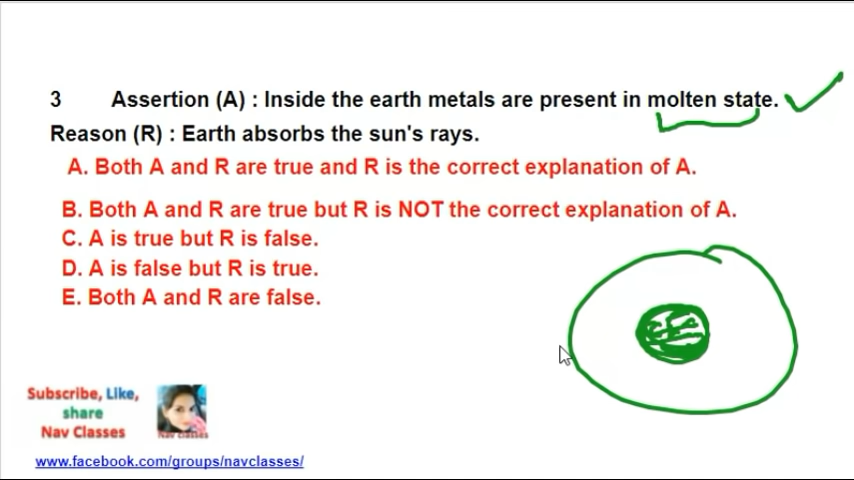 3 Assertion (A) : Inside the earth metals are present in molten state.
Reason (R) : Earth absorbs the sun's rays.
A. Both A and R are true and R is the correct explanation of A.
B. Both A and R are true but R is NOT the correct explanation of A.
C. A is true but R is false.
D. A is false but R is true.
E. Both A and R are false.
Subscribe, Like,
share
Nav Classes
Nav Classes
www.facebook.com/groups/navclasses/